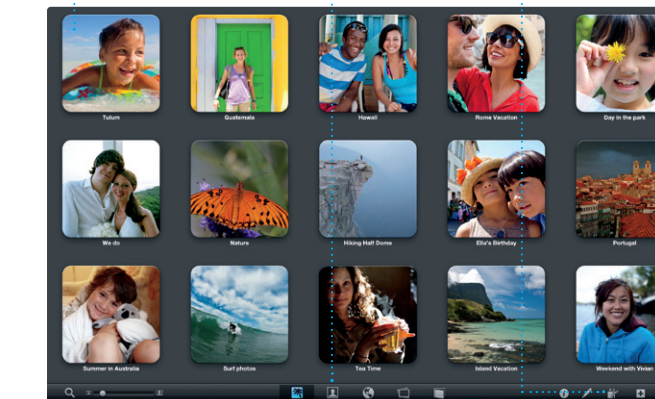 Tulum
Guatemala
Hawaii
Rome Vacation
Day in the park
We do
Nature
Hiking Half Dome
Ella's Birthday
Portugal
Summer in Australia
Surf photos
Tea Time
Island Vacation
Weekend with Vivian